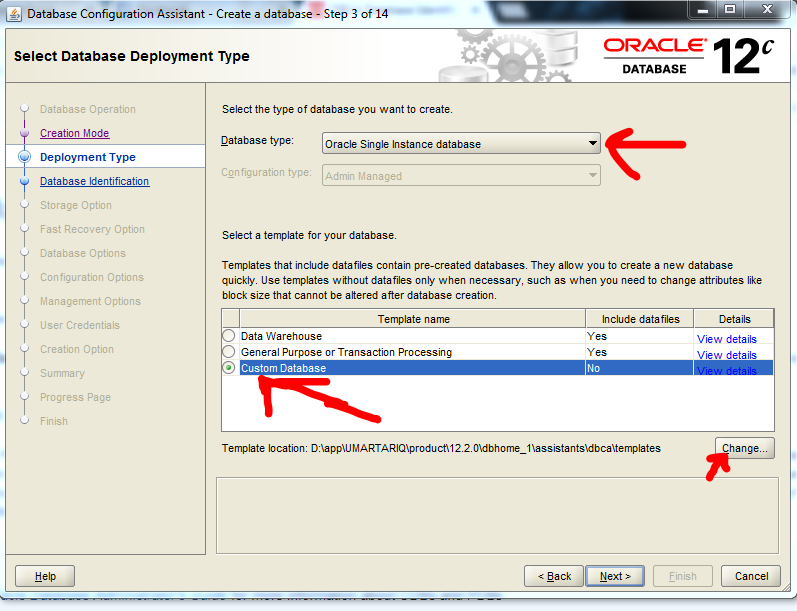 Database Configuration Assistant - Create a database - Step 3 of 14
Select Database Deployment Type
ORACLE
DATABASE
12c
Database Operation
Creation Mode
Deployment Type
Database Identification
Storage Option
Fast Recovery Option
Database Options
Configuration Options
Management Options
User Credentials
Creation Option
Summary
Progress Page
Finish
Select the type of database you want to create.
Database type: Oracle Single Instance database
Configuration type: Admin Managed
Select a template for your database.
Templates that include datafiles contain pre-created databases. They allow you to create a new database
quickly. Use templates without datafiles only when necessary, such as when you need to change attributes like
block size that cannot be altered after database creation.
Template name Include datafiles Details
Data Warehouse Yes View details
General Purpose or Transaction Processing Yes View details
Custom Database No View details
Template location: D:\app\UMARTARIQ\product\12.2.0\dbhome_1\assistants\dbca\templates Change...
Help < Back Next > Finish Cancel